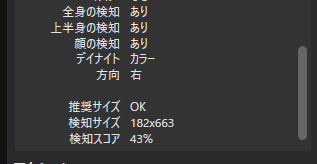 全身の検知 あり
上半身の検知 あり
顔の検知 あり
デイナイト カラー
方向 右
推奨サイズ OK
検知サイズ 182x663
検知スコア 43%